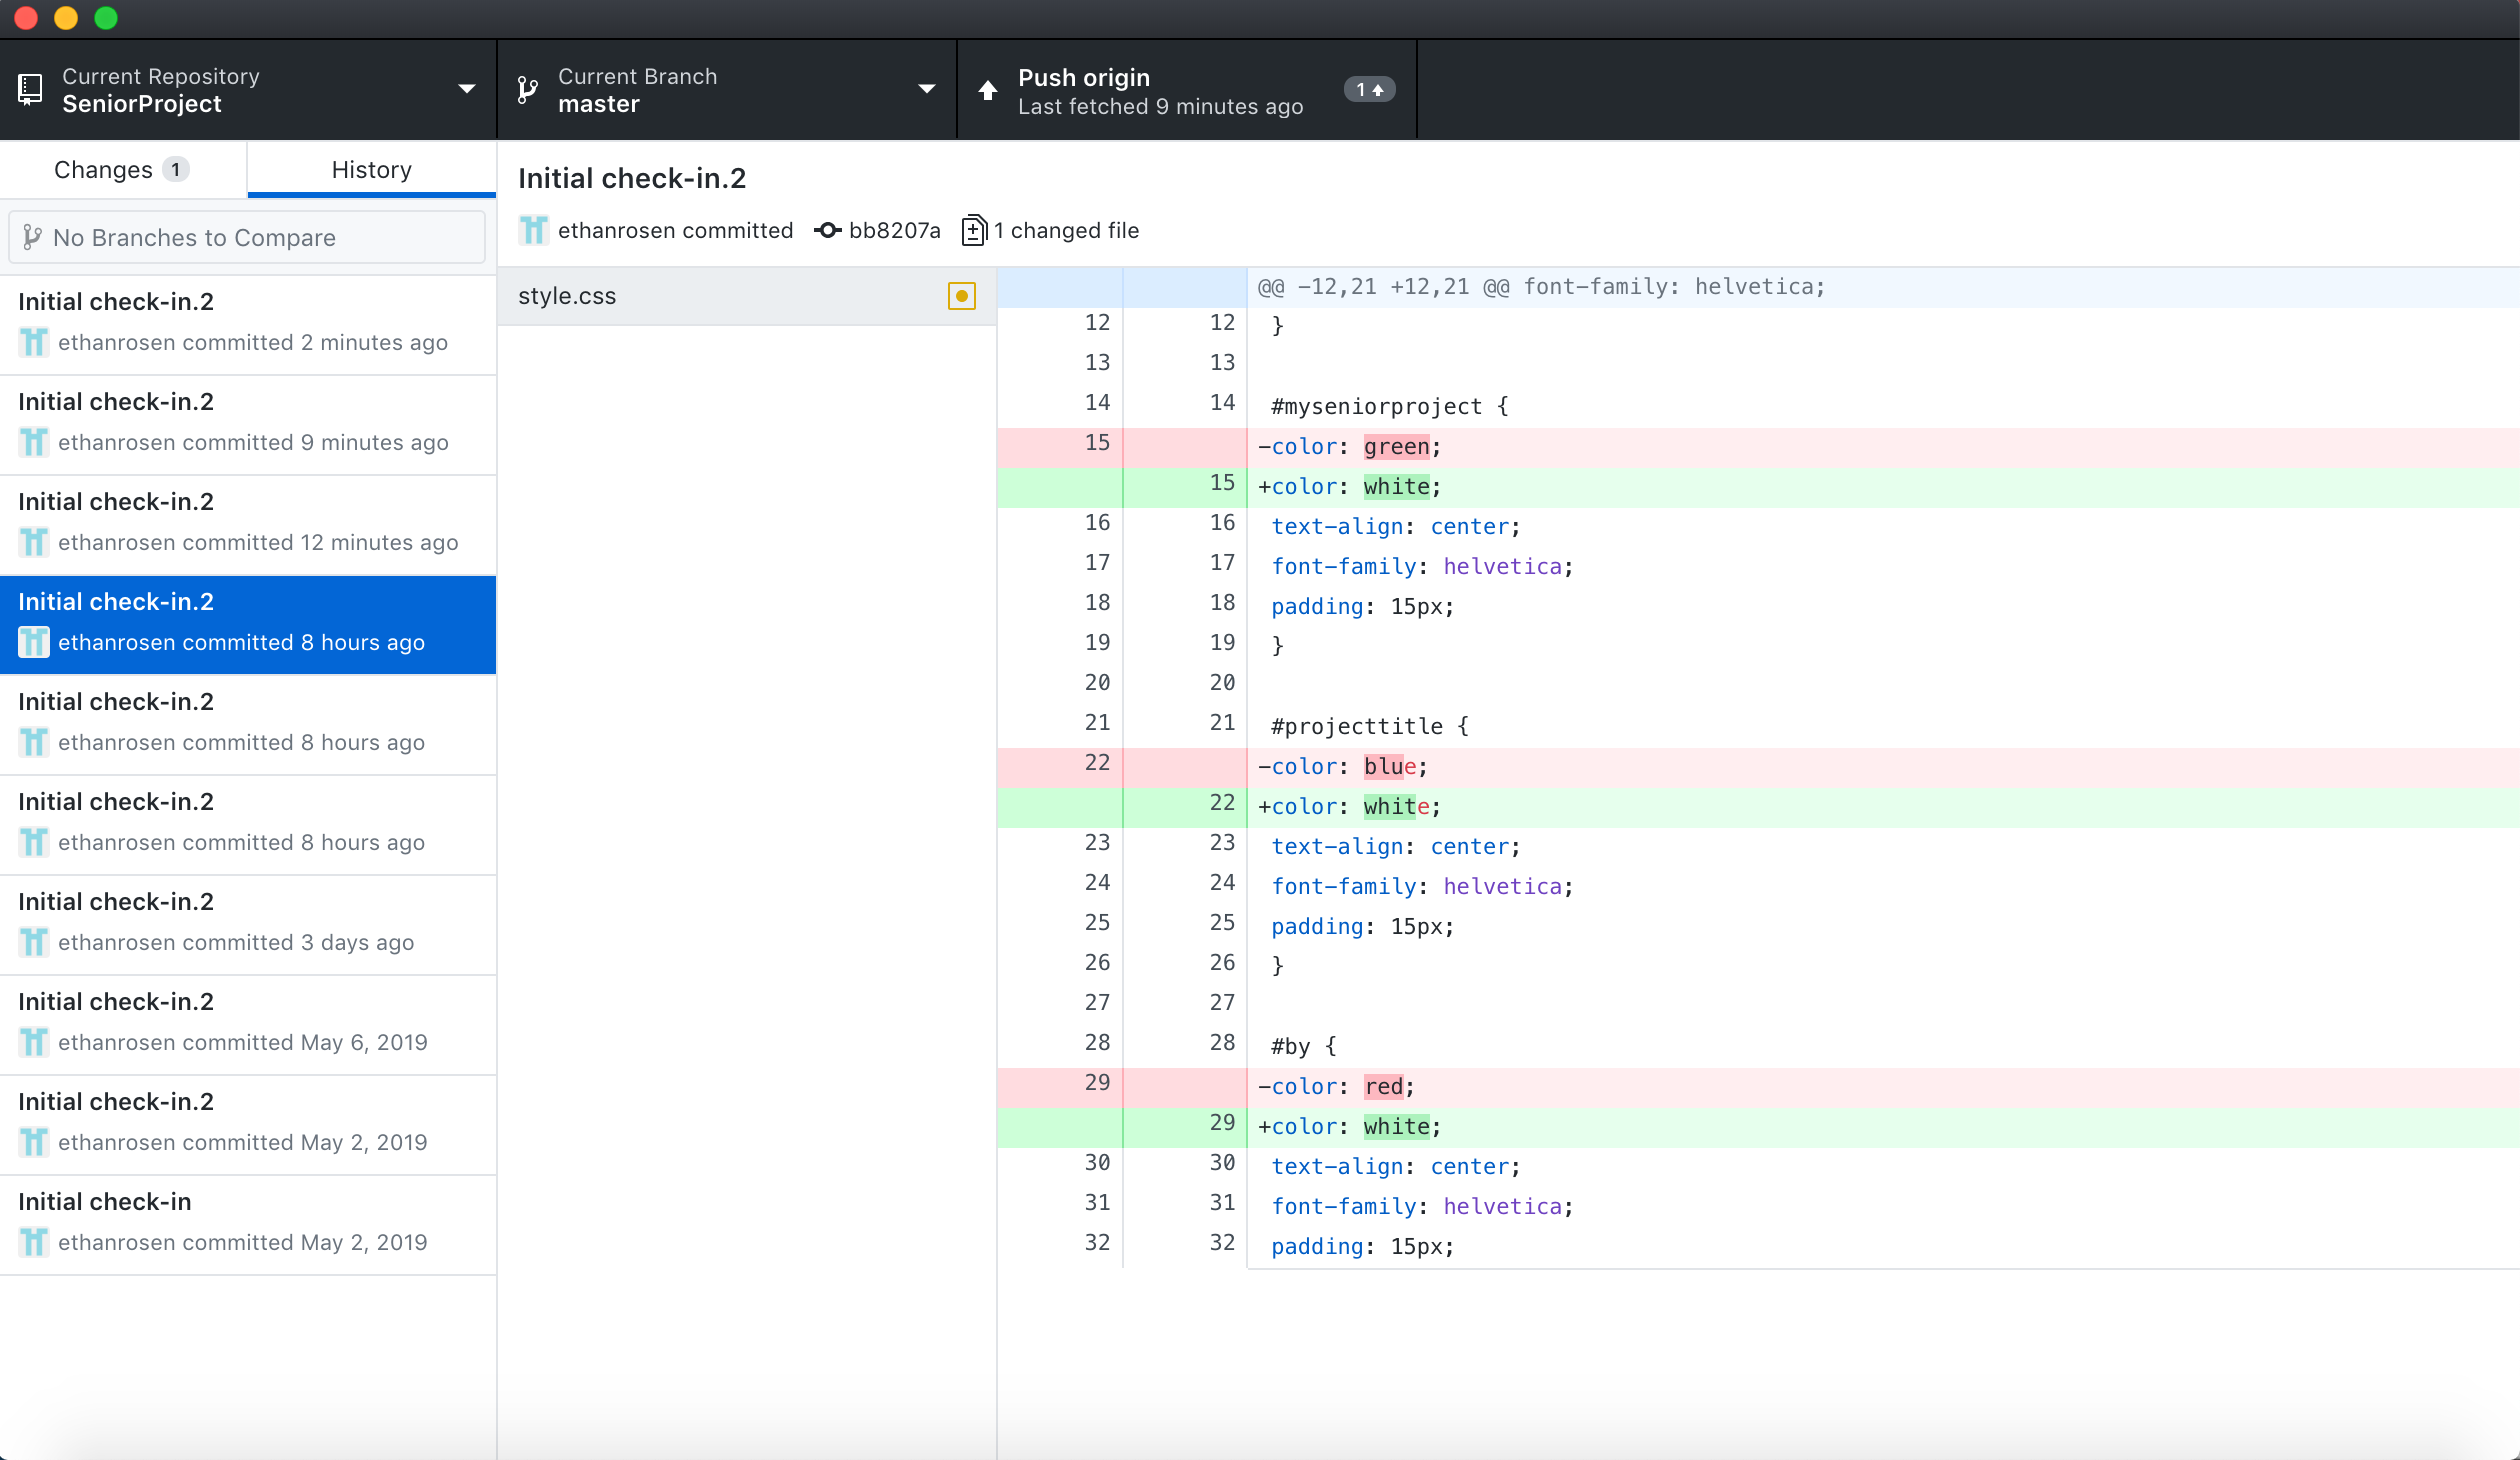 Current Repository
SeniorProject
Current Branch
master
Push origin
Last fetched 9 minutes ago
1
Changes 1
History
No Branches to Compare
Initial check-in.2
ethanrosen committed 2 minutes ago
Initial check-in.2
ethanrosen committed 9 minutes ago
Initial check-in.2
ethanrosen committed 12 minutes ago
Initial check-in.2
ethanrosen committed 8 hours ago
Initial check-in.2
ethanrosen committed 8 hours ago
Initial check-in.2
ethanrosen committed 8 hours ago
Initial check-in.2
ethanrosen committed 3 days ago
Initial check-in.2
ethanrosen committed May 6, 2019
Initial check-in.2
ethanrosen committed May 2, 2019
Initial check-in
ethanrosen committed May 2, 2019
Initial check-in.2
ethanrosen committed bb8207a 1 changed file
style.css
@@ -12,21 +12,21 @@ font-family: helvetica;
12 12 }
13 13
14 14 #myseniorproject {
15 -color: green;
15 +color: white;
16 16 text-align: center;
17 17 font-family: helvetica;
18 18 padding: 15px;
19 19 }
20 20
21 21 #projecttitle {
22 -color: blue;
22 +color: white;
23 23 text-align: center;
24 24 font-family: helvetica;
25 25 padding: 15px;
26 26 }
27 27
28 28 #by {
29 -color: red;
29 +color: white;
30 30 text-align: center;
31 31 font-family: helvetica;
32 32 padding: 15px;